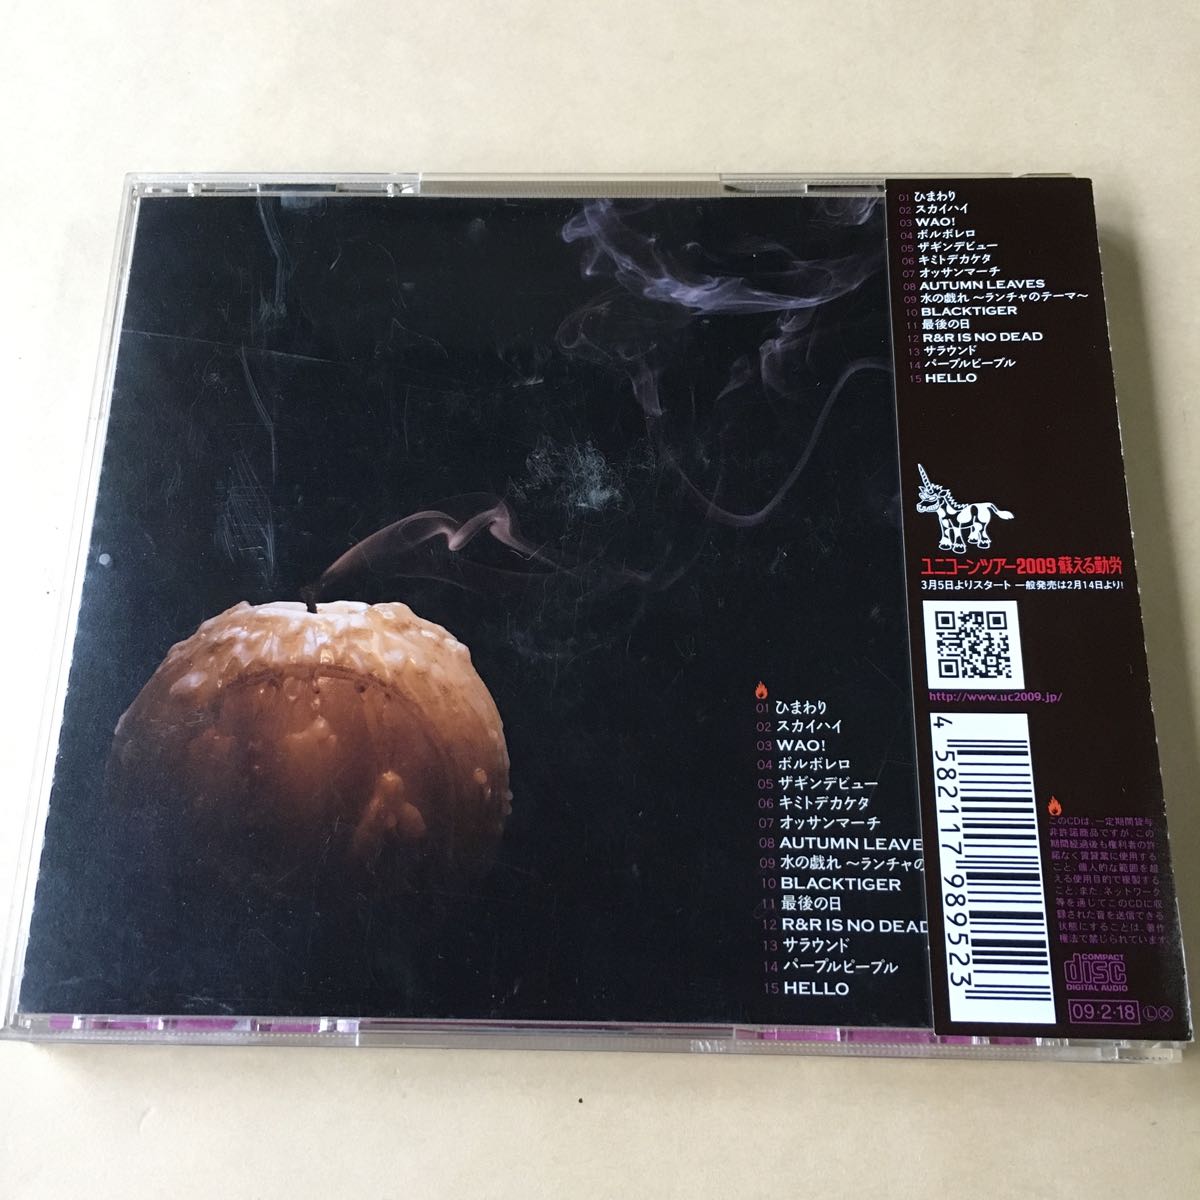 01 ひまわり
02 スカイハイ
03 WAO!
04 ボルボレロ
05 ザギンデビュー
06 キミトデカケタ
07 オッサンマーチ
08 AUTUMN LEAVES
09 水の戯れ 〜ランチャのテーマ〜
10 BLACKTIGER
11 最後の日
12 R&R IS NO DEAD
13 サラウンド
14 パープルピープル
15 HELLO
ユニコーンツアー2009 蘇える勤労
3月5日よりスタート 一般発売は2月14日より!
http://www.uc2009.jp/
4 582117 989523
このCDは、一定期間貸与
非許諾商品ですが、この
期間経過後も権利者の許
諾なく賃貸業に使用する
こと、個人的な範囲を超
える使用目的で複製する
こと、また、ネットワーク
等を通じてこのCDに収
録された音を送信できる
状態にすることは、著作
権法で禁じられています。
COMPACT
disc
DIGITAL AUDIO
09・2・18 Ⓛ Ⓧ
01 ひまわり
02 スカイハイ
03 WAO!
04 ボルボレロ
05 ザギンデビュー
06 キミトデカケタ
07 オッサンマーチ
08 AUTUMN LEAVE
09 水の戯れ 〜ランチャの
10 BLACKTIGER
11 最後の日
12 R&R IS NO DEAD
13 サラウンド
14 パープルピープル
15 HELLO